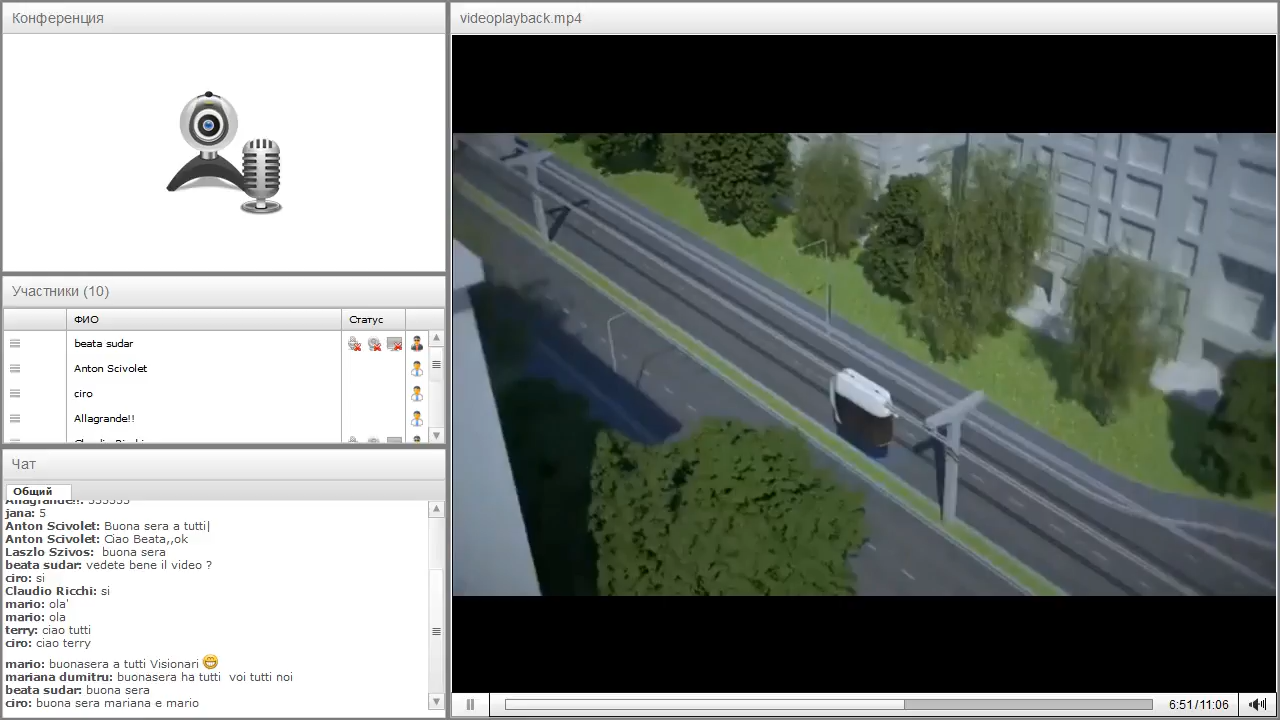 Конференция
videoplayback.mp4
Участники (10)
ФИО
Статус
beata sudar
Anton Scivolet
ciro
Allagrande!!
Чат
Общий
jana: 5
Anton Scivolet: Buona sera a tutti|
Anton Scivolet: Ciao Beata,,ok
Laszlo Szivos:  buona sera
beata sudar: vedete bene il video ?
ciro: si
Claudio Ricchi: si
mario: ola'
mario: ola
terry: ciao tutti
ciro: ciao terry
mario: buonasera a tutti Visionari
mariana dumitru: buonasera ha tutti  voi tutti noi
beata sudar: buona sera
ciro: buona sera mariana e mario
6:51/11:06